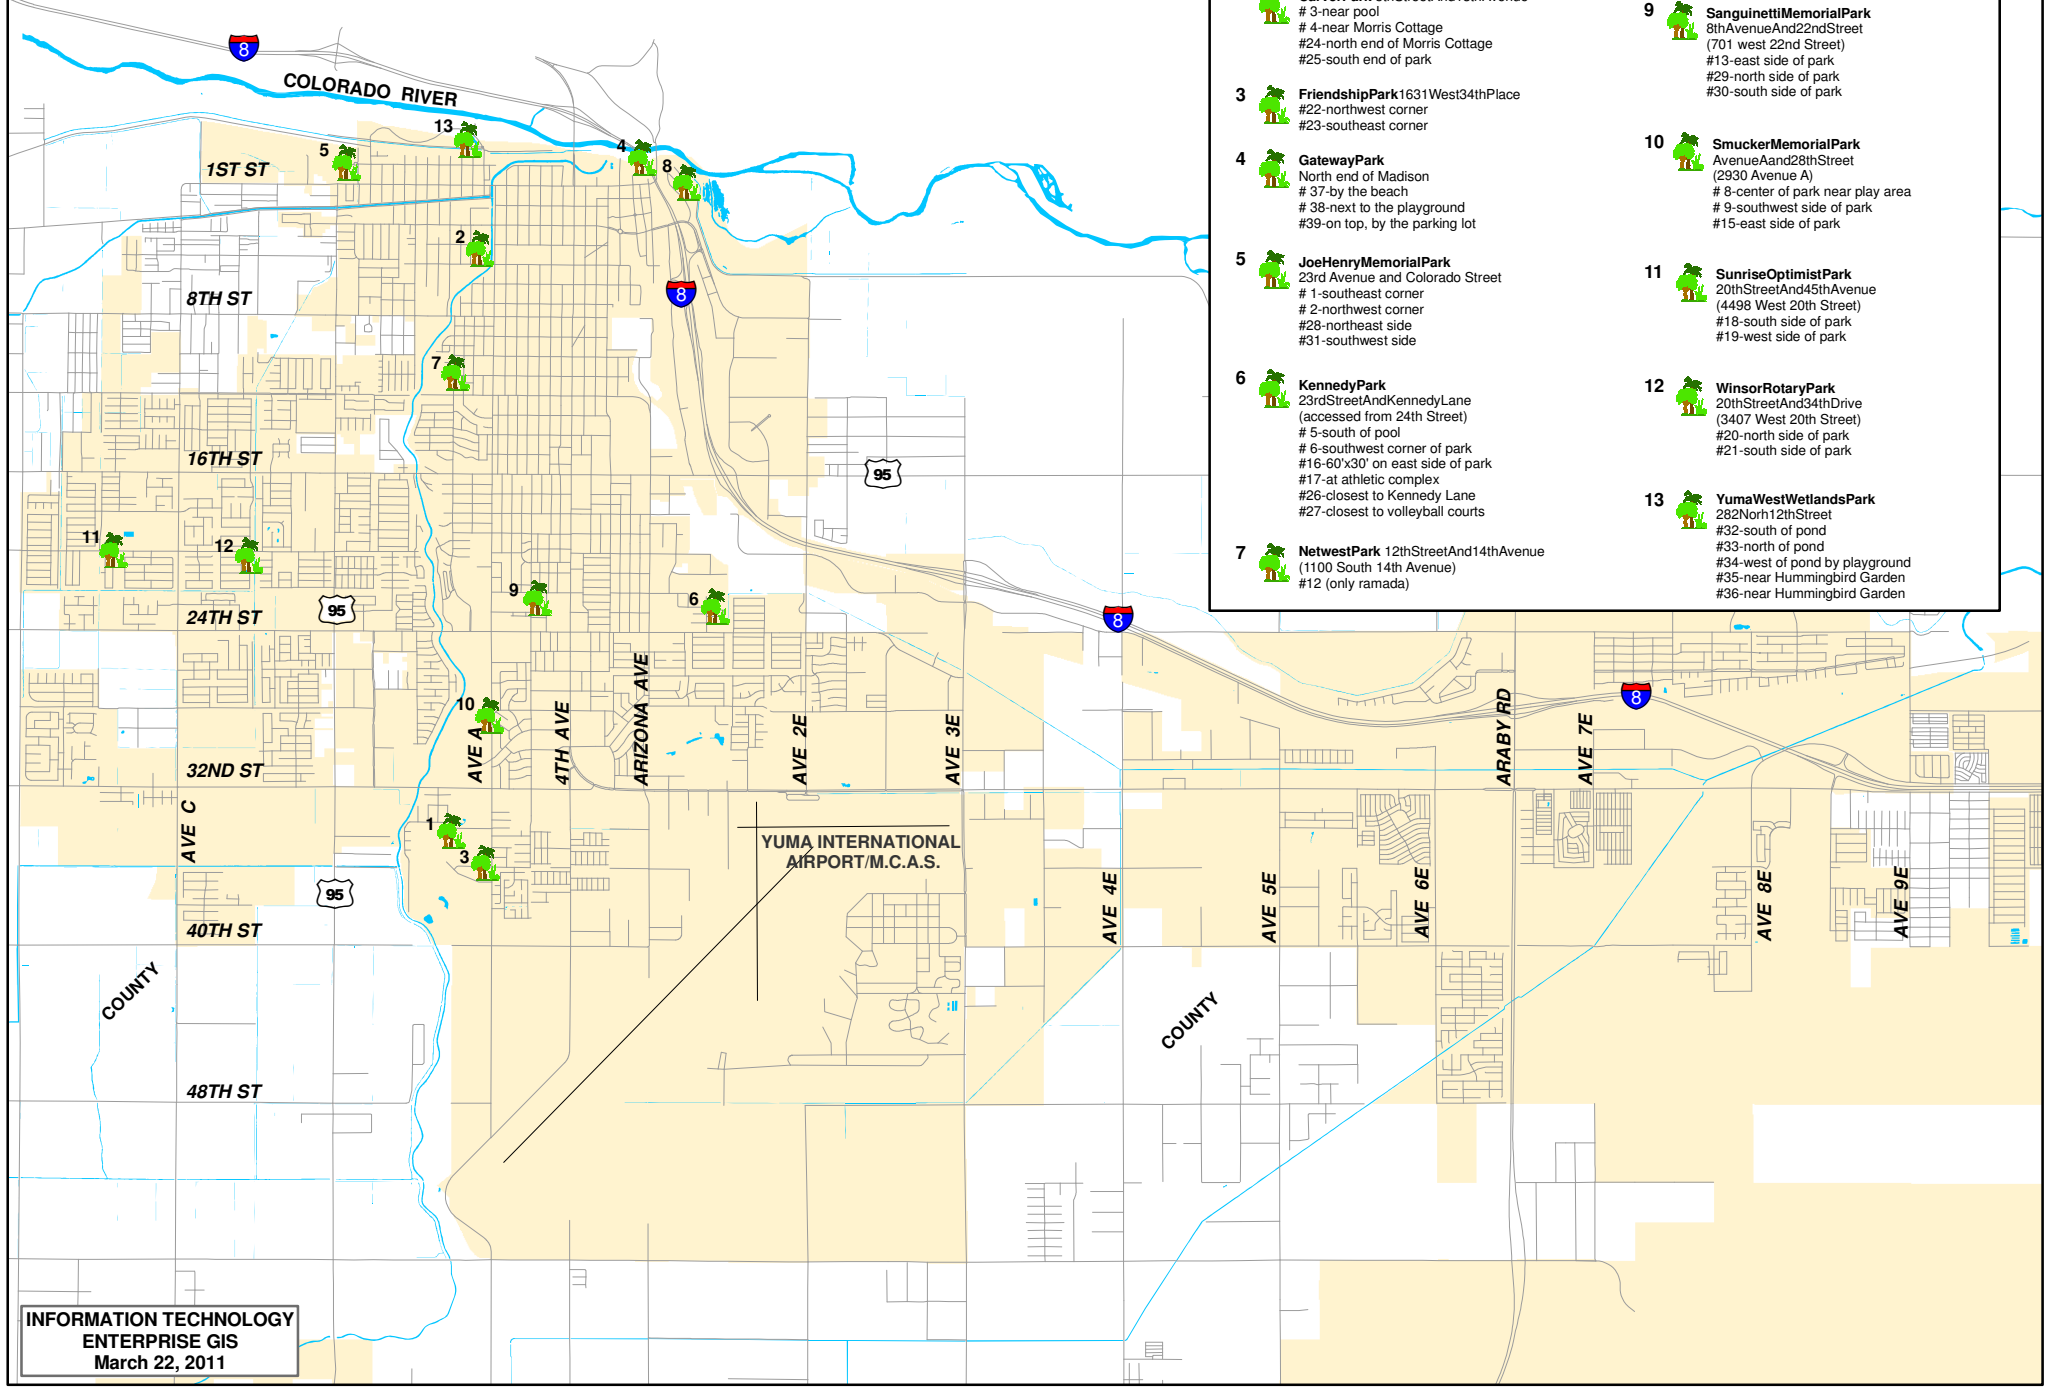 # 3-near pool
# 4-near Morris Cottage
#24-north end of Morris Cottage
#25-south end of park
3 FriendshipPark1631West34thPlace
#22-northwest corner
#23-southeast corner
4 GatewayPark
North end of Madison
# 37-by the beach
# 38-next to the playground
#39-on top, by the parking lot
5 JoeHenryMemorialPark
23rd Avenue and Colorado Street
# 1-southeast corner
# 2-northwest corner
#28-northeast side
#31-southwest side
6 KennedyPark
23rdStreetAndKennedyLane
(accessed from 24th Street)
# 5-south of pool
# 6-southwest corner of park
#16-60'x30' on east side of park
#17-at athletic complex
#26-closest to Kennedy Lane
#27-closest to volleyball courts
7 NetwestPark 12thStreetAnd14thAvenue
(1100 South 14th Avenue)
#12 (only ramada)
9 SanguinettiMemorialPark
8thAvenueAnd22ndStreet
(701 west 22nd Street)
#13-east side of park
#29-north side of park
#30-south side of park
10 SmuckerMemorialPark
AvenueAand28thStreet
(2930 Avenue A)
# 8-center of park near play area
# 9-southwest side of park
#15-east side of park
11 SunriseOptimistPark
20thStreetAnd45thAvenue
(4498 West 20th Street)
#18-south side of park
#19-west side of park
12 WinsorRotaryPark
20thStreetAnd34thDrive
(3407 West 20th Street)
#20-north side of park
#21-south side of park
13 YumaWestWetlandsPark
282Norh12thStreet
#32-south of pond
#33-north of pond
#34-west of pond by playground
#35-near Hummingbird Garden
#36-near Hummingbird Garden
8
COLORADO RIVER
13
5
4
8
1ST ST
2
8TH ST
8
7
16TH ST
95
11
12
9
6
95
24TH ST
8
10
8
AVE A
4TH AVE
ARIZONA AVE
AVE 2E
AVE 3E
ARABY RD
AVE 7E
32ND ST
AVE C
1
3
YUMA INTERNATIONAL
AIRPORT/M.C.A.S.
95
AVE 4E
AVE 5E
AVE 6E
AVE 8E
AVE 9E
40TH ST
COUNTY
COUNTY
48TH ST
INFORMATION TECHNOLOGY
ENTERPRISE GIS
March 22, 2011